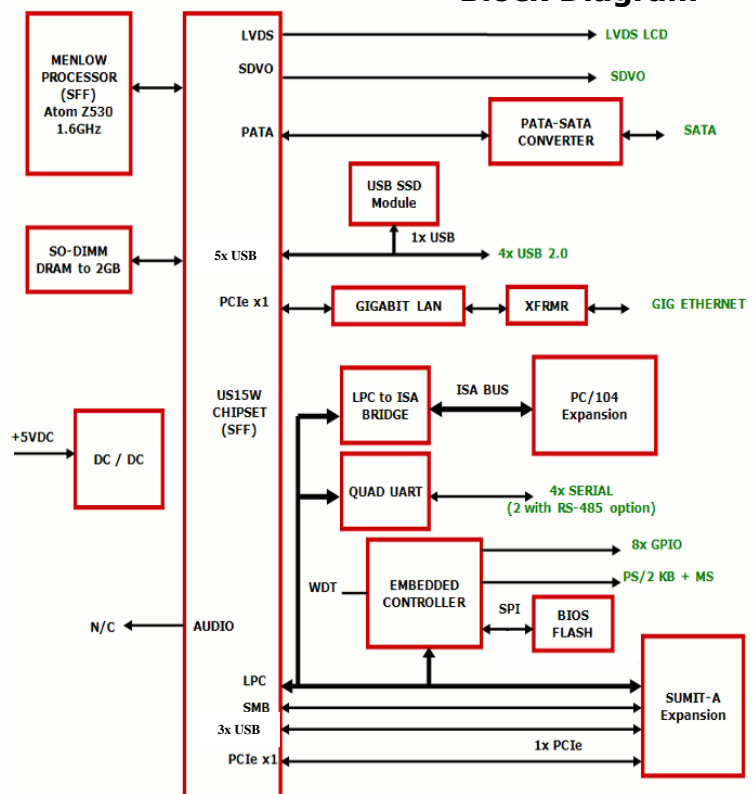 Block Diagram
LVDS
LVDS LCD
MENLOW
PROCESSOR
(SFF)
Atom Z530
1.6GHz
SDVO
SDVO
PATA
PATA-SATA
CONVERTER
SATA
USB SSD
Module
1x USB
SO-DIMM
DRAM to 2GB
5x USB
4x USB 2.0
PCIe x1
GIGABIT LAN
XFRMR
GIG ETHERNET
US15W
CHIPSET
(SFF)
LPC to ISA
BRIDGE
ISA BUS
PC/104
Expansion
+5VDC
DC / DC
QUAD UART
4x SERIAL
(2 with RS-485 option)
8x GPIO
WDT
EMBEDDED
CONTROLLER
PS/2 KB + MS
SPI
BIOS
FLASH
N/C
AUDIO
LPC
SMB
3x USB
PCIe x1
1x PCIe
SUMIT-A
Expansion